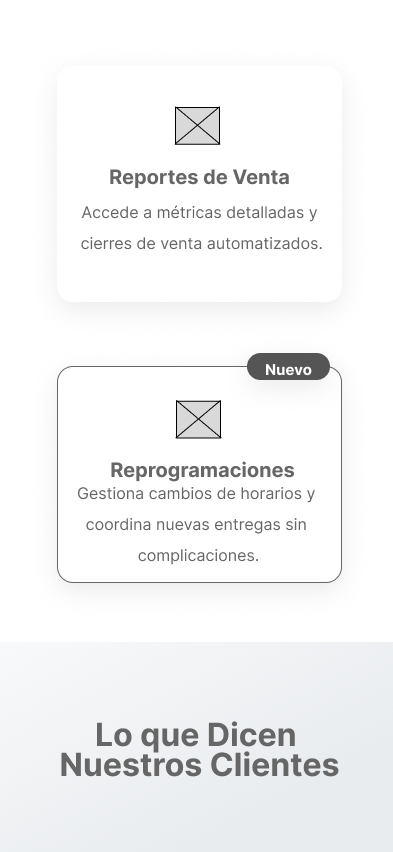 Reportes de Venta
Accede a métricas detalladas y
cierres de venta automatizados.
Nuevo
Reprogramaciones
Gestiona cambios de horarios y
coordina nuevas entregas sin
complicaciones.
Lo que Dicen
Nuestros Clientes